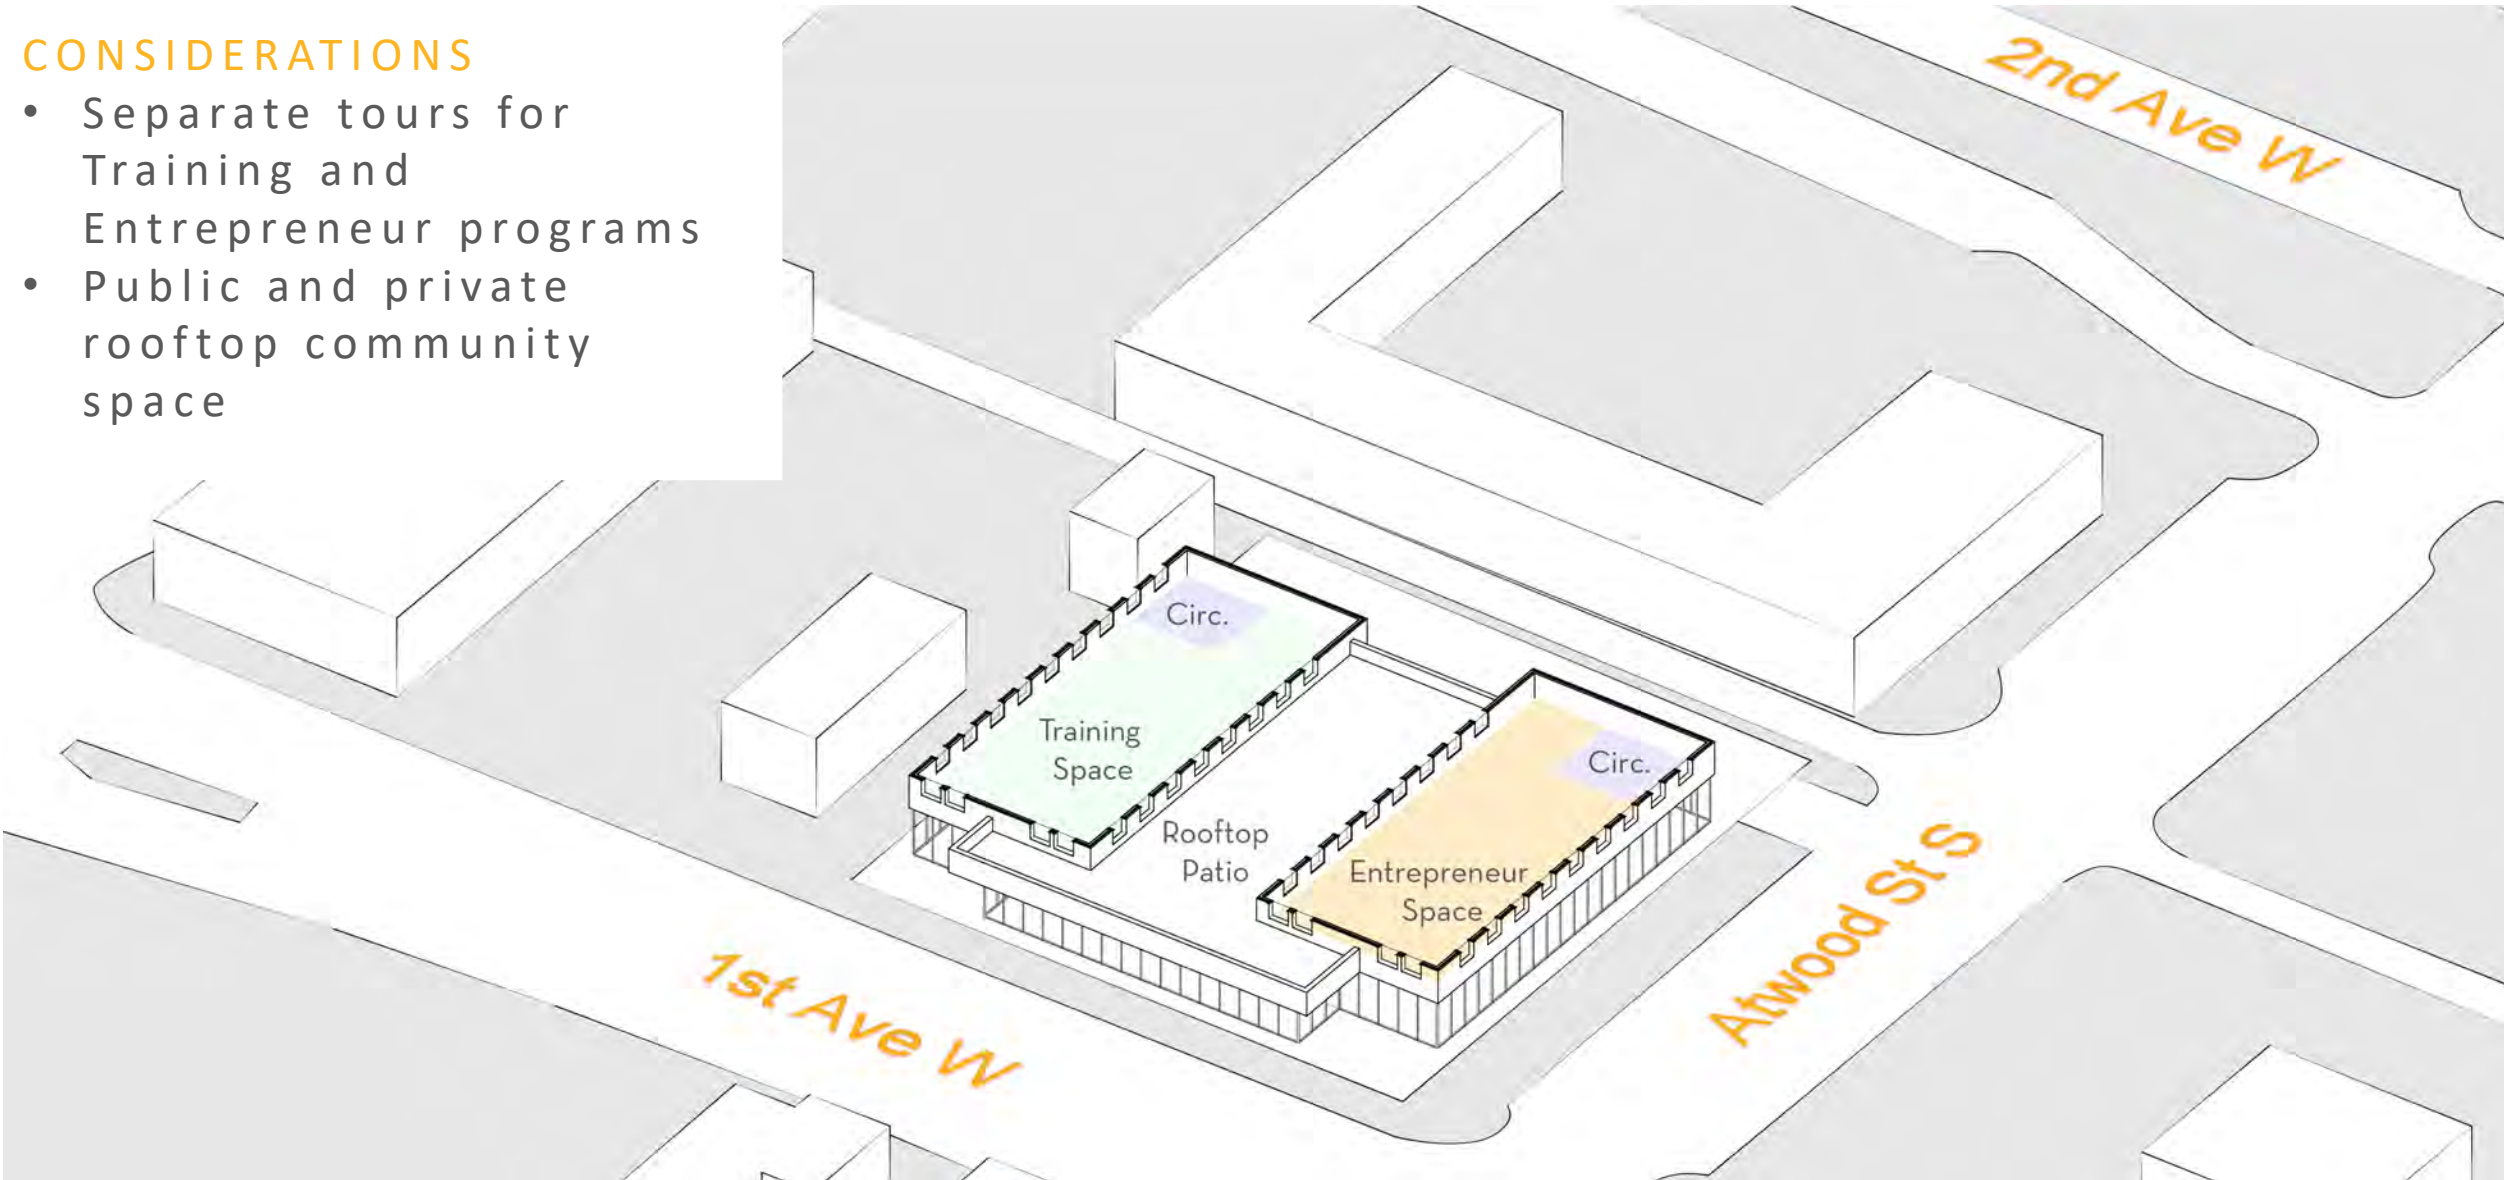 CONSIDERATIONS
• Separate tours for
Training and
Entrepreneur programs
• Public and private
rooftop community
space
2nd Ave W
Circ.
Training
Space
Circ.
Rooftop
Patio
Entrepreneur
Space
Atwood St S
1st Ave W